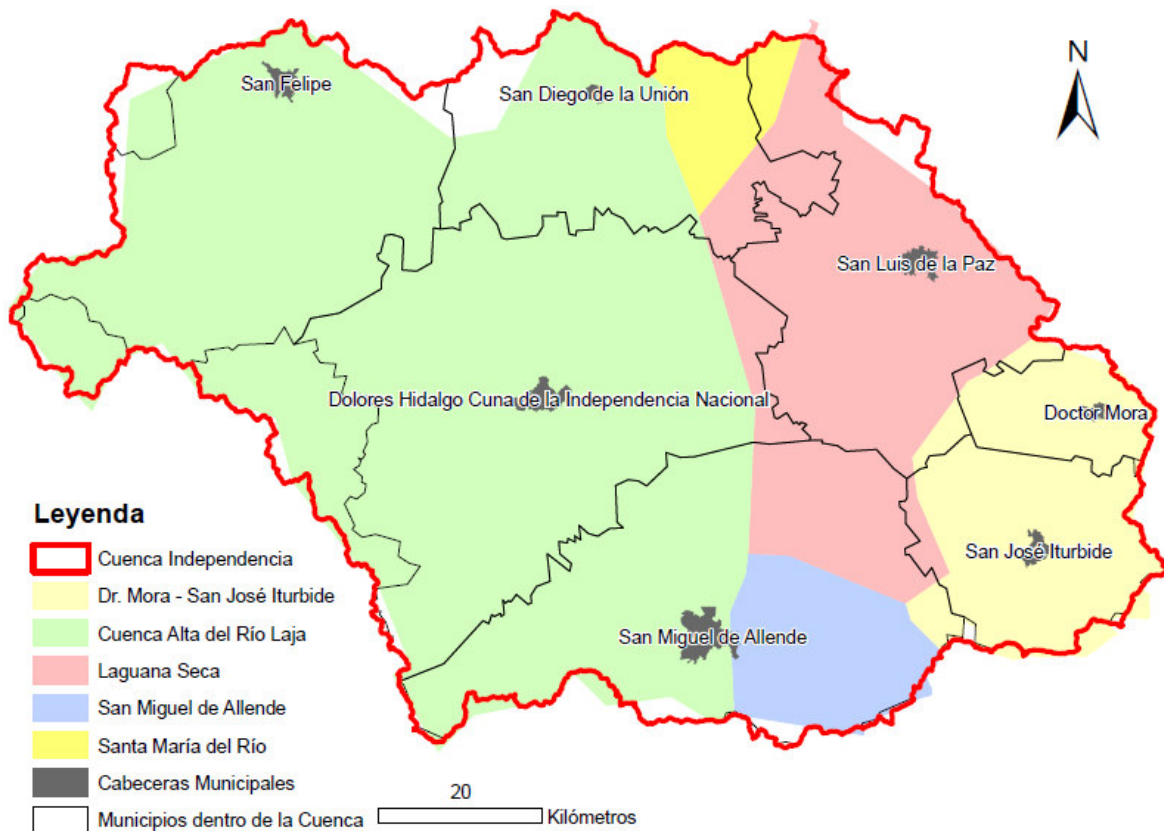 N
San Felipe
San Diego de la Unión
San Luis de la Paz
Dolores Hidalgo Cuna de la Independencia Nacional
Doctor Mora
San José Iturbide
San Miguel de Allende
Leyenda
Cuenca Independencia
Dr. Mora - San José Iturbide
Cuenca Alta del Río Laja
Laguana Seca
San Miguel de Allende
Santa María del Río
Cabeceras Municipales
Municipios dentro de la Cuenca
20
Kilómetros